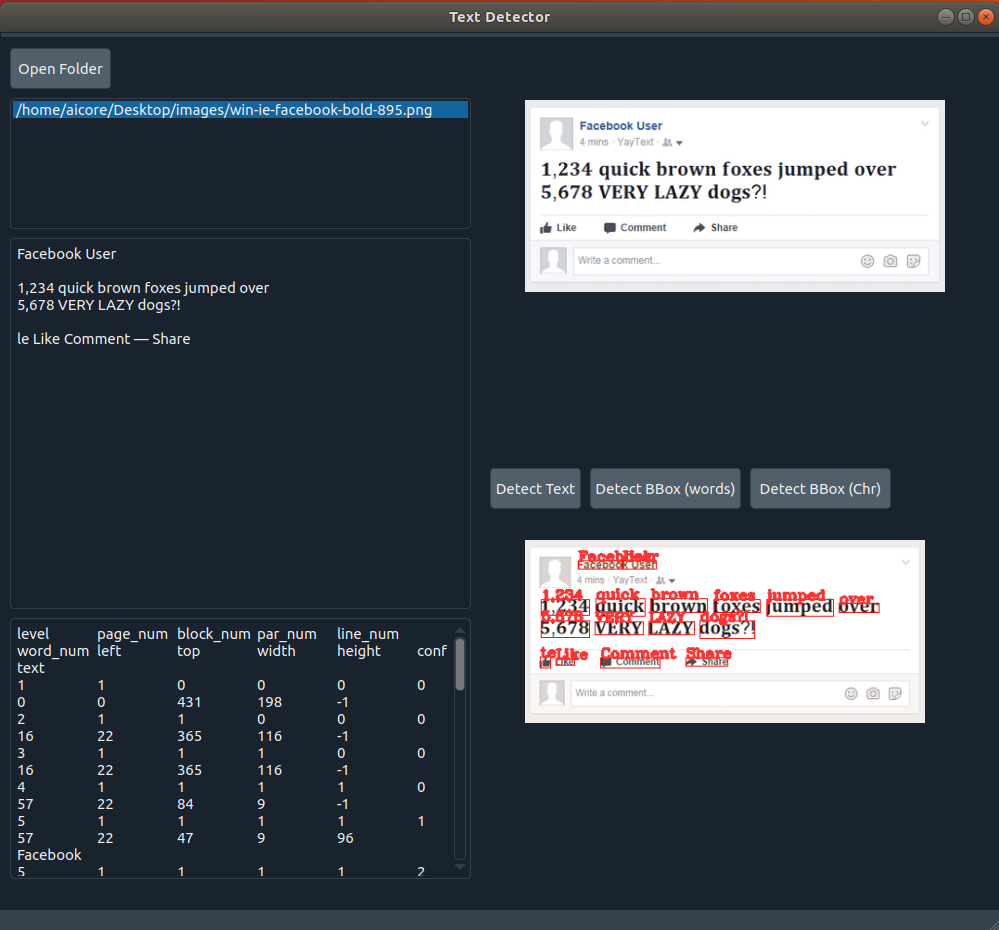 Text Detector
Open Folder
/home/aicore/Desktop/images/win-ie-facebook-bold-895.png
Facebook User
1,234 quick brown foxes jumped over
5,678 VERY LAZY dogs?!
le Like Comment — Share
level page_num block_num par_num line_num
word_num left top width height conf
text
1 1 0 0 0 0
0 0 431 198 -1
2 1 1 0 0 0
16 22 365 116 -1
3 1 1 1 0 0
16 22 365 116 -1
4 1 1 1 1 0
57 22 84 9 -1
5 1 1 1 1 1
57 22 47 9 96
Facebook
5 1 1 1 1 2
Facebook User
4 mins · YayText ·
1,234 quick brown foxes jumped over
5,678 VERY LAZY dogs?!
Like Comment Share
Write a comment...
Detect Text Detect BBox (words) Detect BBox (Chr)
Facebook User
4 mins · YayText ·
1,234 quick brown foxes jumped over
1,234 quick brown foxes jumped over
5,678 VERY LAZY dogs?!
5,678 VERY LAZY dogs?!
Like Comment Share
Like Comment Share
Write a comment...